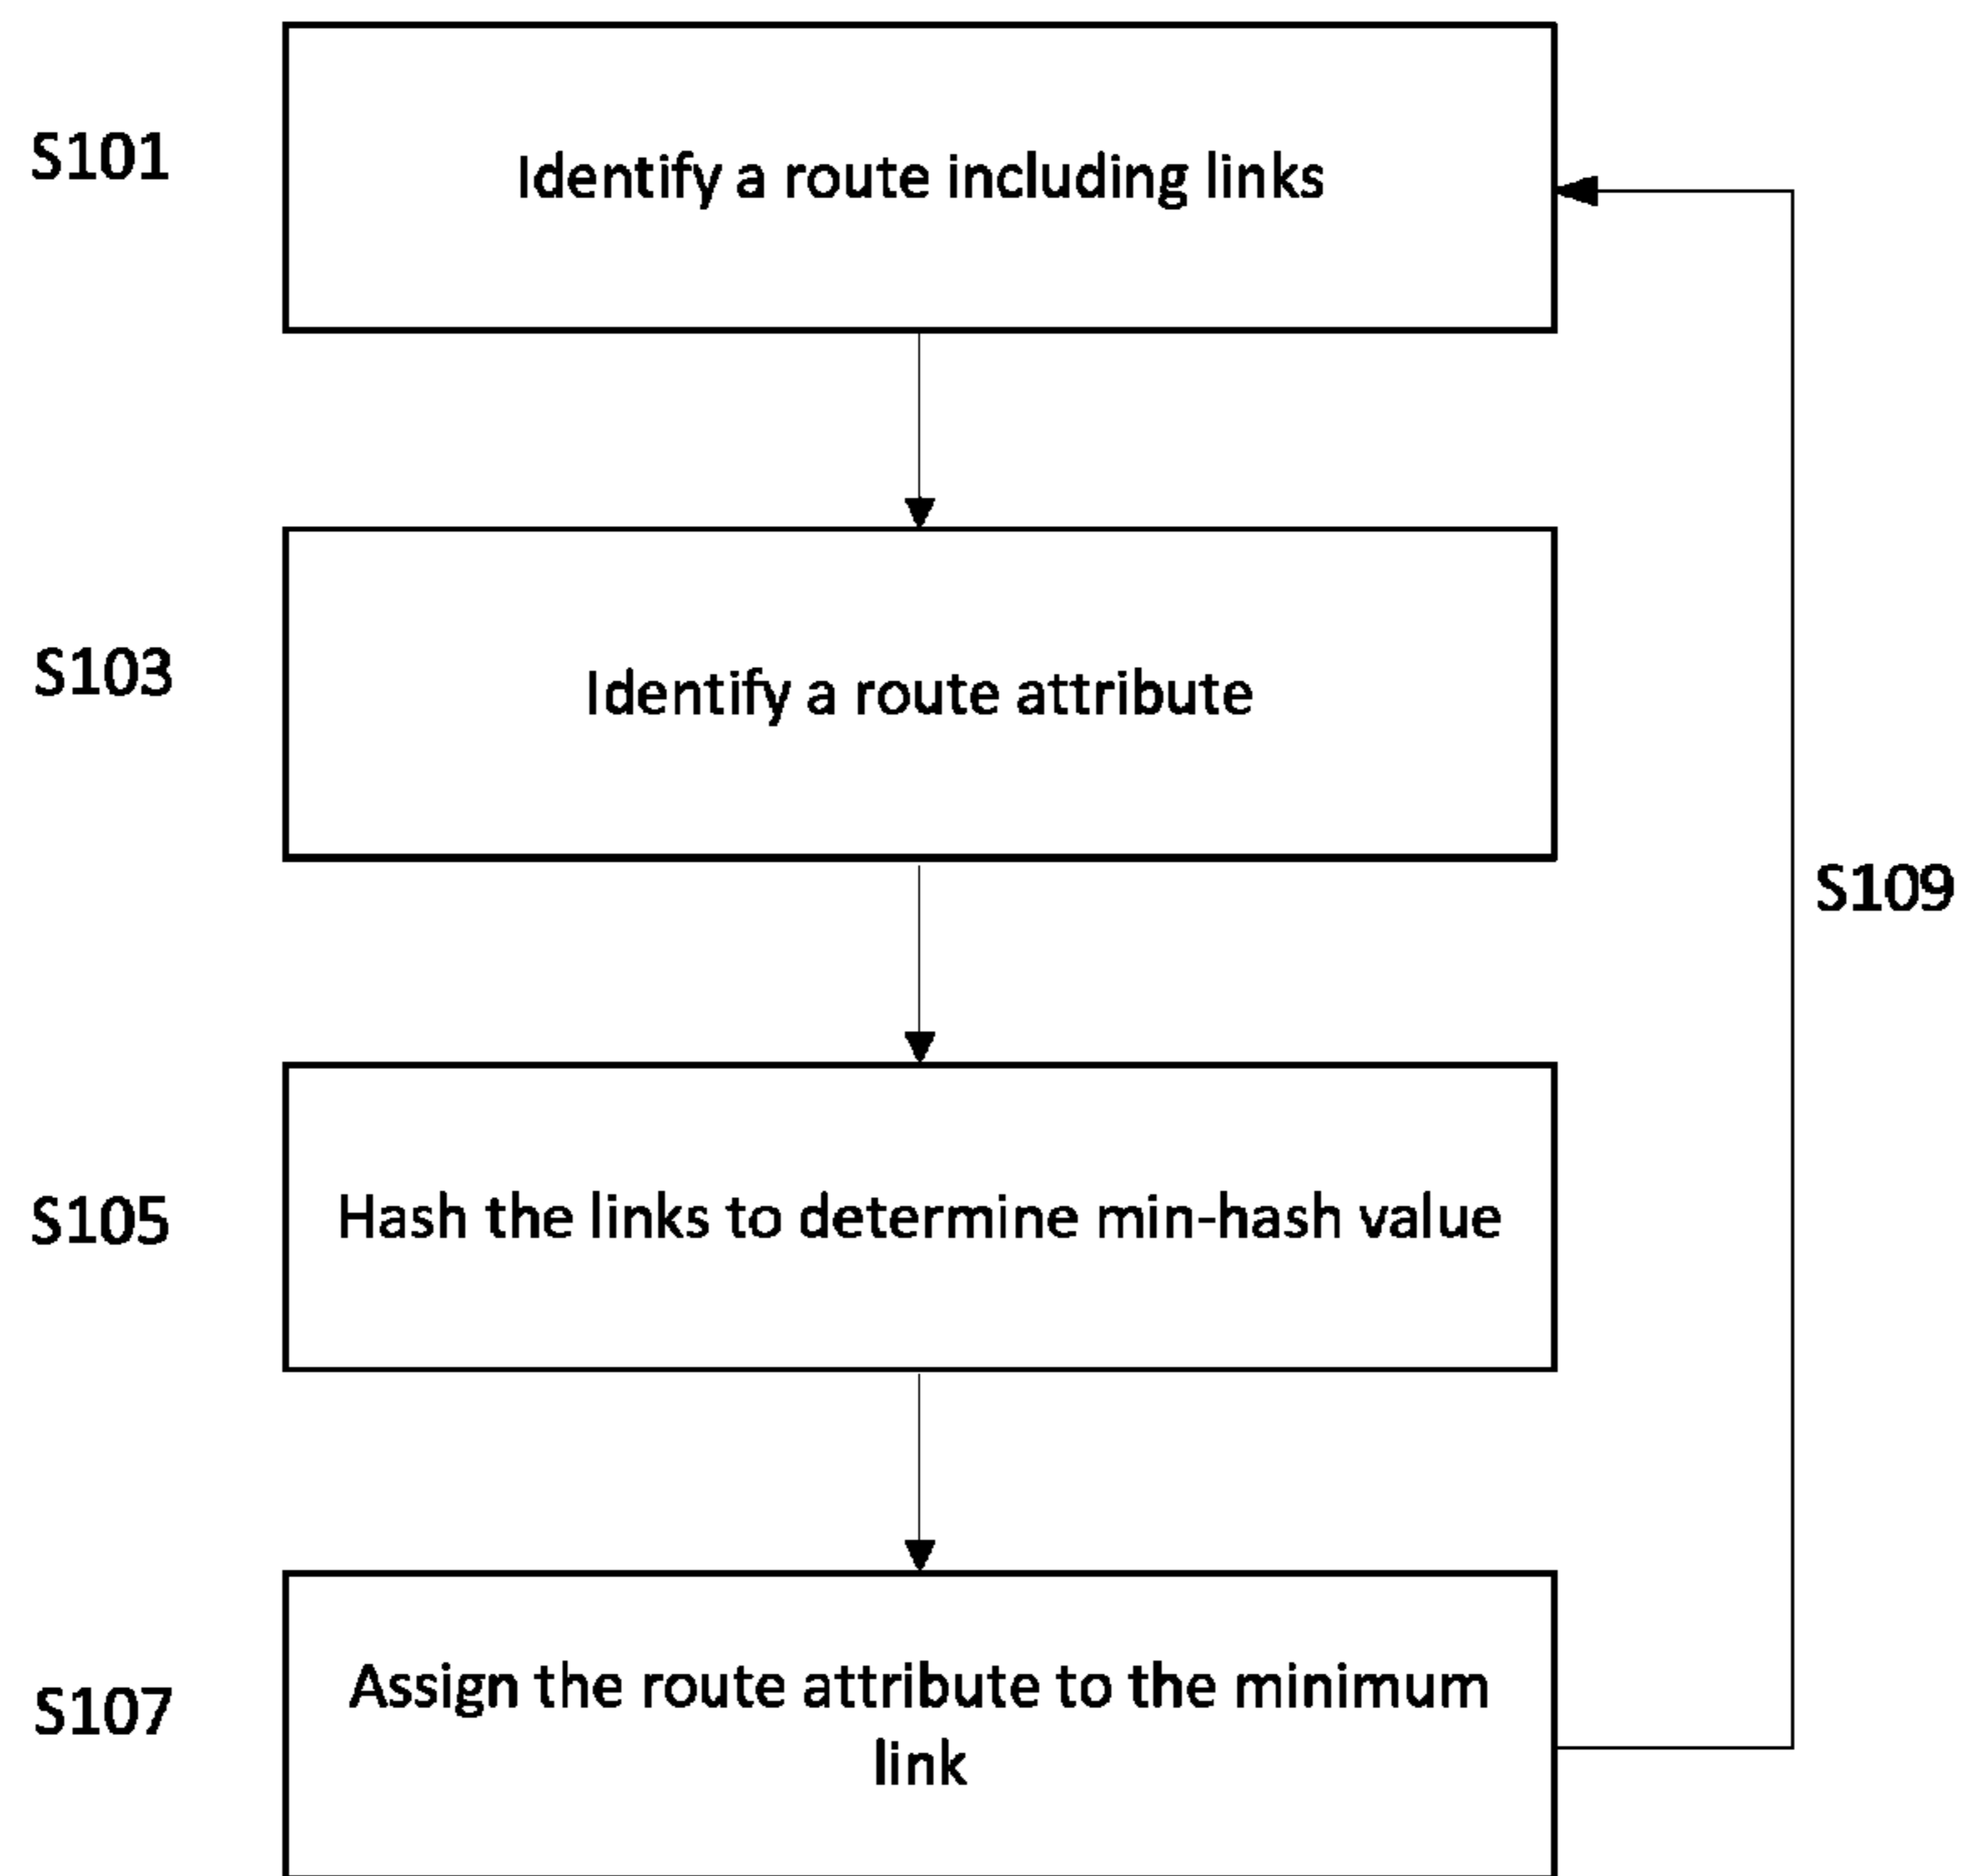 S101
Identify a route including links
S103
Identify a route attribute
S109
S105
Hash the links to determine min-hash value
S107
Assign the route attribute to the minimum
link